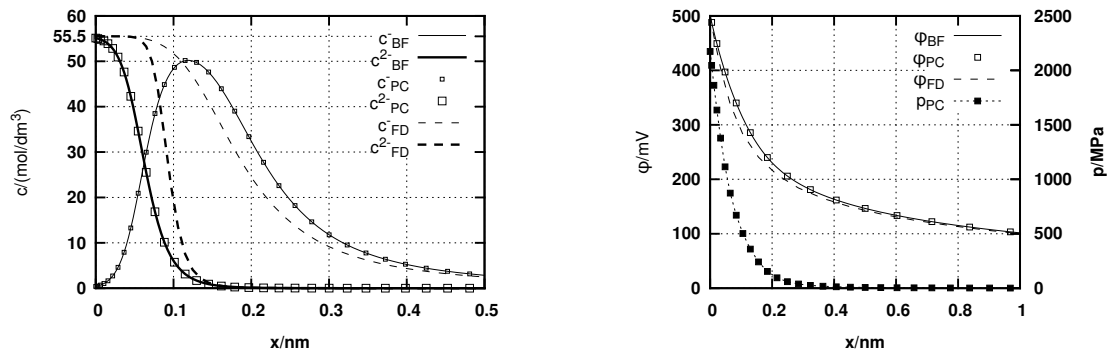 60
55.5
50
40
30
20
10
0
c/(mol/dm³)
0 0.1 0.2 0.3 0.4 0.5
x/nm
c⁻BF
c²⁻BF
c⁻PC
c²⁻PC
c⁻FD
c²⁻FD
500
400
300
200
100
0
φ/mV
0 0.2 0.4 0.6 0.8 1
x/nm
φBF
φPC
φFD
pPC
2500
2000
1500
1000
500
0
p/MPa